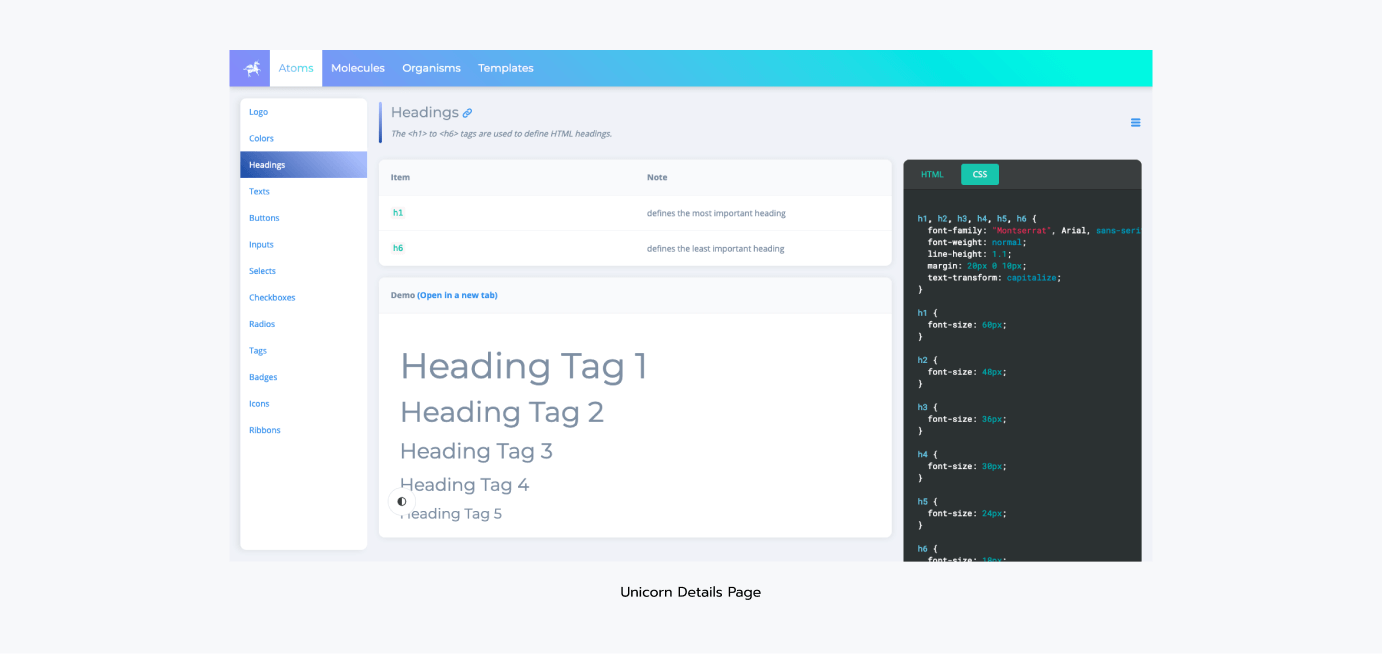 Atoms Molecules Organisms Templates
Logo
Colors
Headings
Texts
Buttons
Inputs
Selects
Checkboxes
Radios
Tags
Badges
Icons
Ribbons
Headings
The <h1> to <h6> tags are used to define HTML headings.
Item Note
h1 defines the most important heading
h6 defines the least important heading
Demo (Open in a new tab)
Heading Tag 1
Heading Tag 2
Heading Tag 3
Heading Tag 4
Heading Tag 5
HTML CSS
h1, h2, h3, h4, h5, h6 {
font-family: "Montserrat", Arial, sans-seri
font-weight: normal;
line-height: 1.1;
margin: 20px 0 10px;
text-transform: capitalize;
}
h1 {
font-size: 60px;
}
h2 {
font-size: 48px;
}
h3 {
font-size: 36px;
}
h4 {
font-size: 30px;
}
h5 {
font-size: 24px;
}
h6 {
font-size: 18px;
Unicorn Details Page